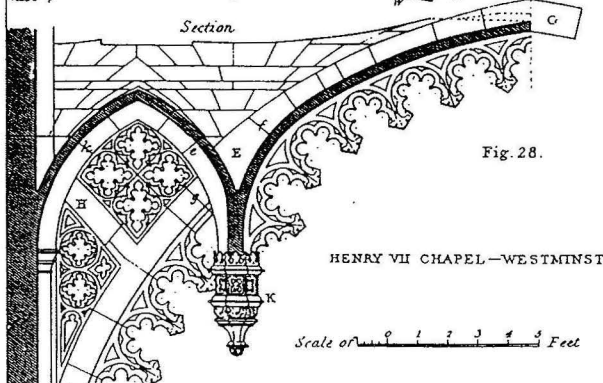 W
Section
G
k
e
f
E
Fig. 28.
H
g
HENRY VII CHAPEL—WESTMINST
K
Scale of 0 1 2 3 4 5 Feet